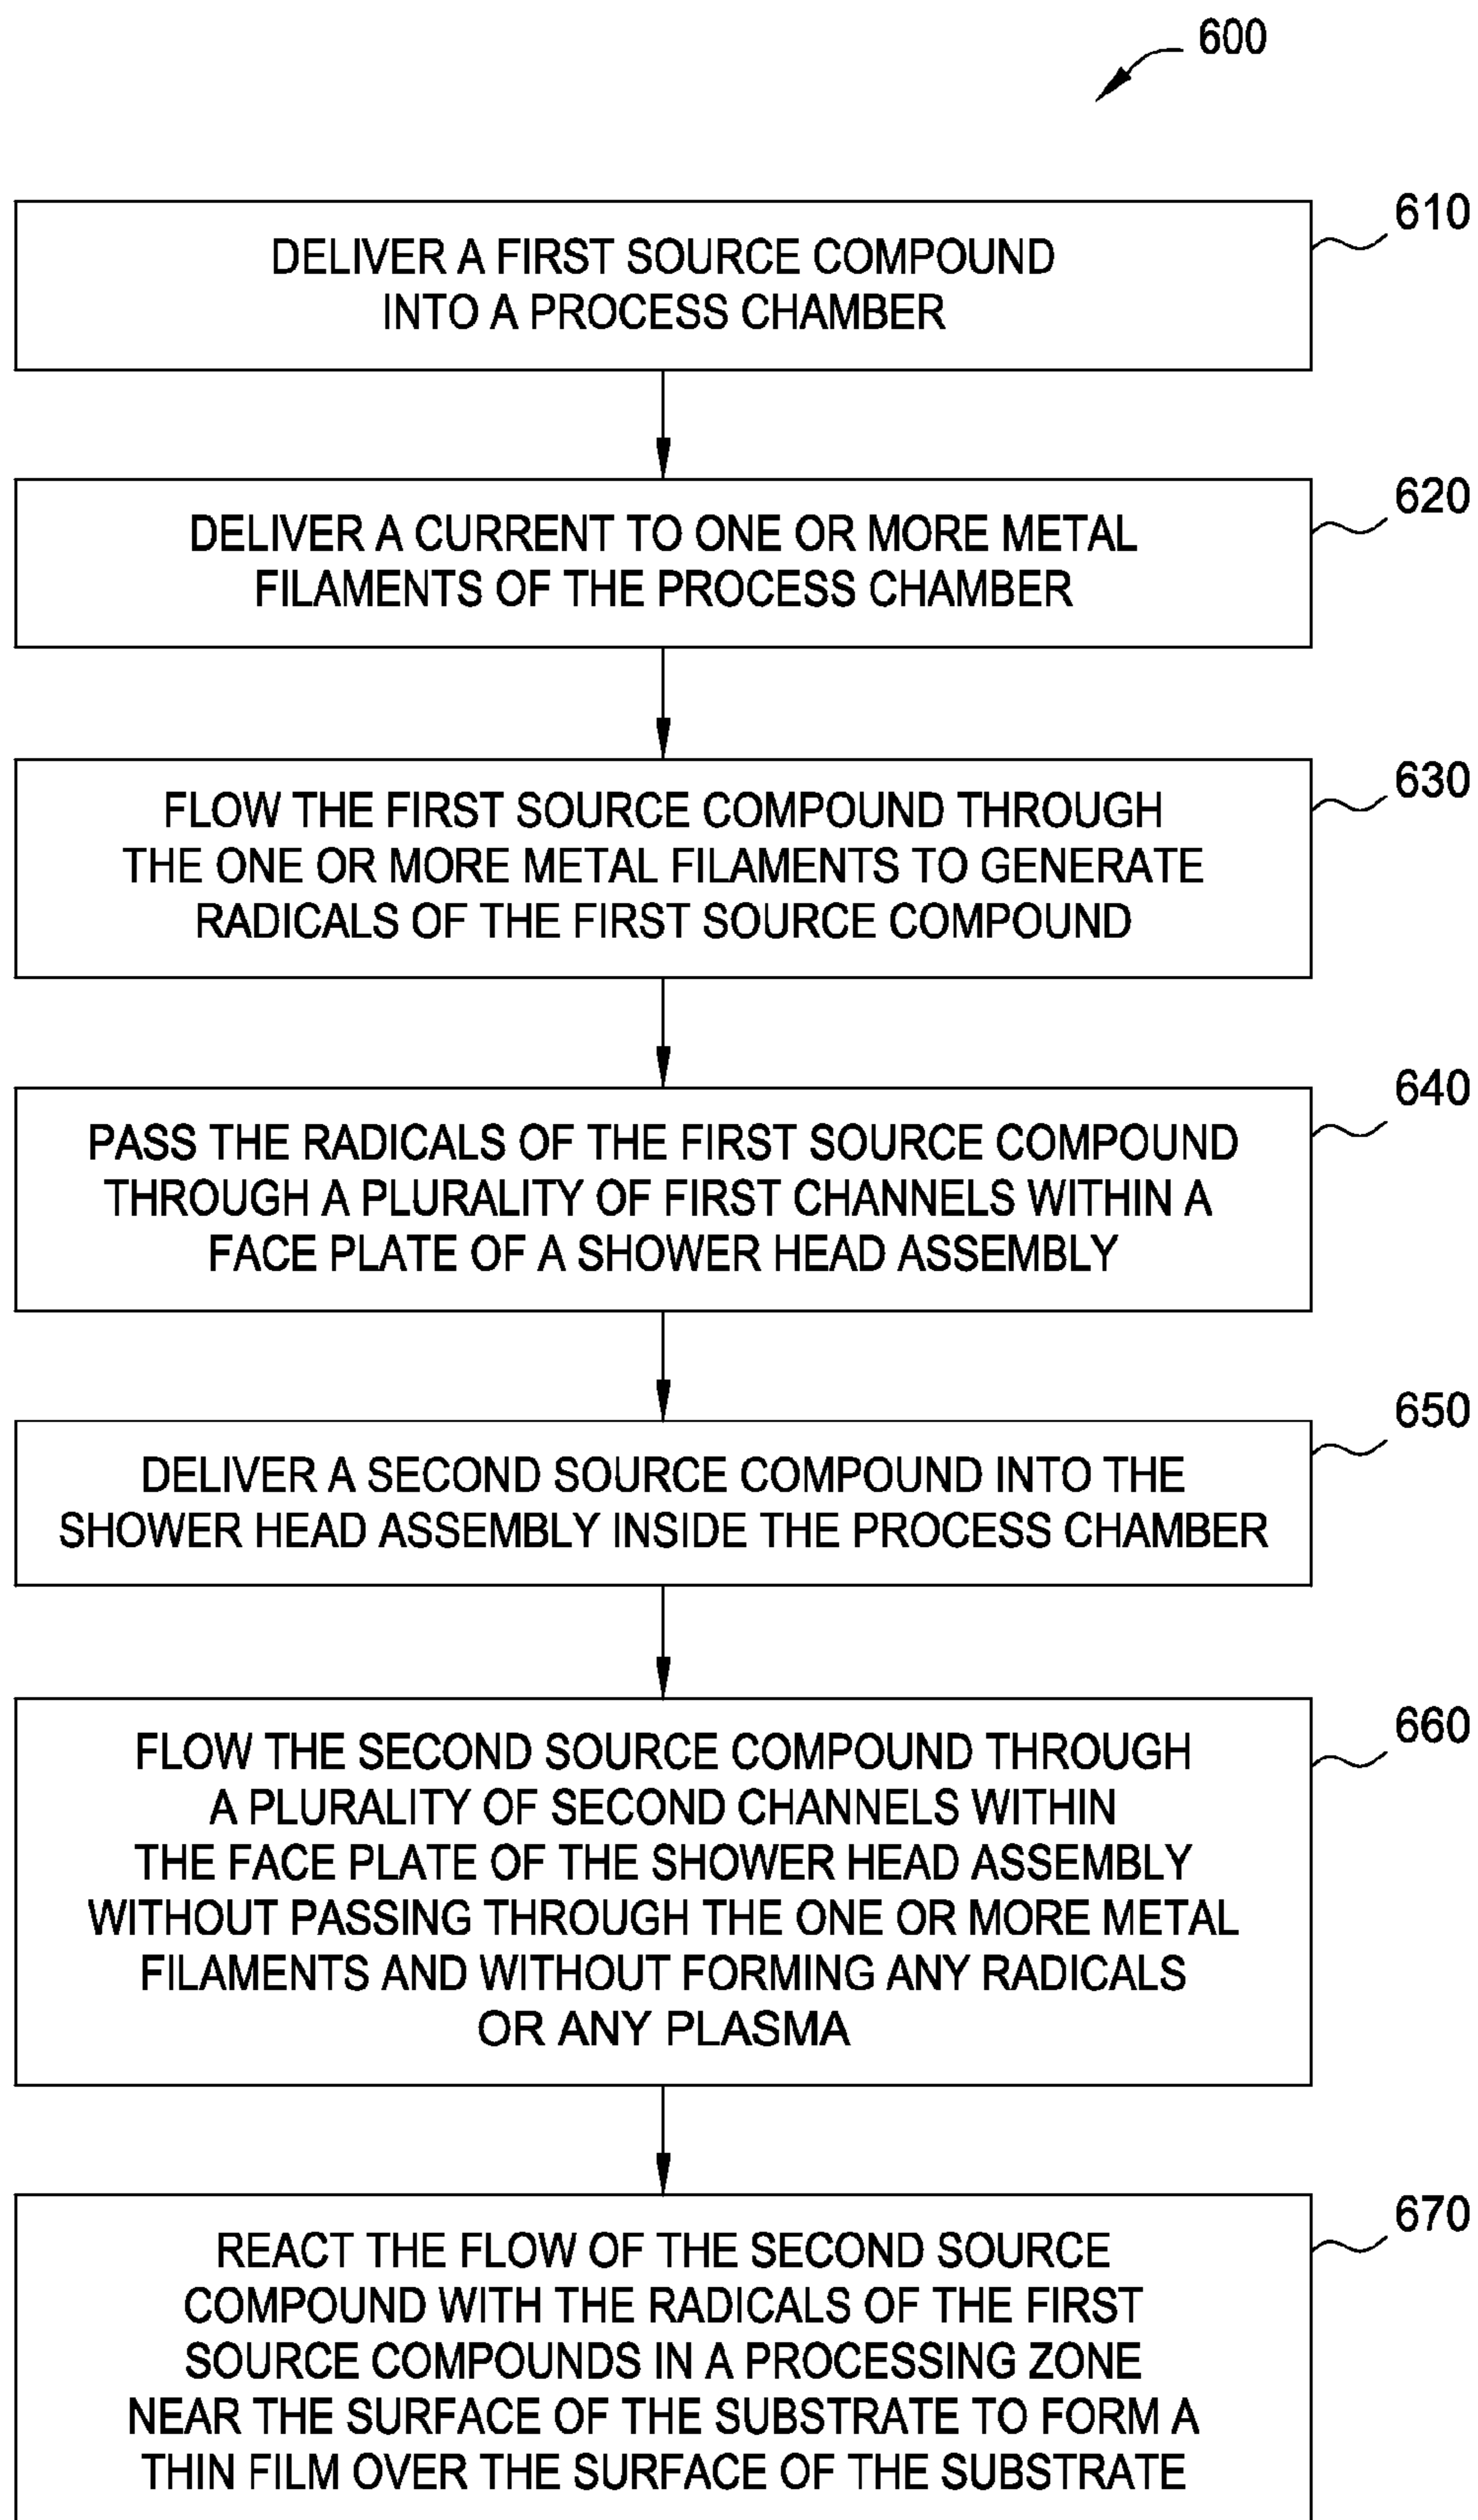 600
610
DELIVER A FIRST SOURCE COMPOUND
INTO A PROCESS CHAMBER
620
DELIVER A CURRENT TO ONE OR MORE METAL
FILAMENTS OF THE PROCESS CHAMBER
630
FLOW THE FIRST SOURCE COMPOUND THROUGH
THE ONE OR MORE METAL FILAMENTS TO GENERATE
RADICALS OF THE FIRST SOURCE COMPOUND
640
PASS THE RADICALS OF THE FIRST SOURCE COMPOUND
THROUGH A PLURALITY OF FIRST CHANNELS WITHIN A
FACE PLATE OF A SHOWER HEAD ASSEMBLY
650
DELIVER A SECOND SOURCE COMPOUND INTO THE
SHOWER HEAD ASSEMBLY INSIDE THE PROCESS CHAMBER
660
FLOW THE SECOND SOURCE COMPOUND THROUGH
A PLURALITY OF SECOND CHANNELS WITHIN
THE FACE PLATE OF THE SHOWER HEAD ASSEMBLY
WITHOUT PASSING THROUGH THE ONE OR MORE METAL
FILAMENTS AND WITHOUT FORMING ANY RADICALS
OR ANY PLASMA
670
REACT THE FLOW OF THE SECOND SOURCE
COMPOUND WITH THE RADICALS OF THE FIRST
SOURCE COMPOUNDS IN A PROCESSING ZONE
NEAR THE SURFACE OF THE SUBSTRATE TO FORM A
THIN FILM OVER THE SURFACE OF THE SUBSTRATE